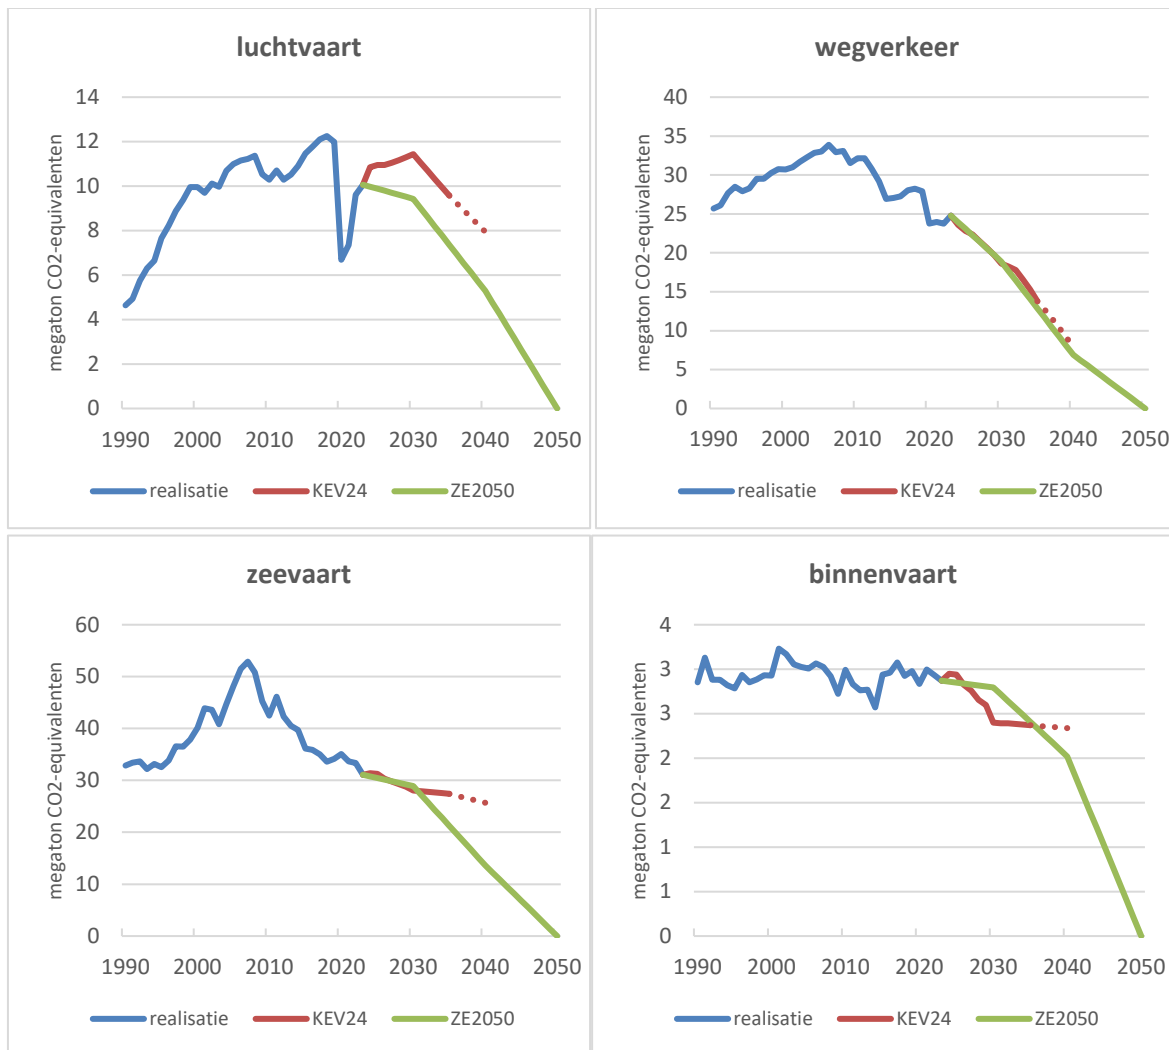 luchtvaart
megaton CO2-equivalenten
14
12
10
8
6
4
2
0
1990 2000 2010 2020 2030 2040 2050
realisatie KEV24 ZE2050
wegverkeer
megaton CO2-equivalenten
40
35
30
25
20
15
10
5
0
1990 2000 2010 2020 2030 2040 2050
realisatie KEV24 ZE2050
zeevaart
megaton CO2-equivalenten
60
50
40
30
20
10
0
1990 2000 2010 2020 2030 2040 2050
realisatie KEV24 ZE2050
binnenvaart
megaton CO2-equivalenten
4
3
3
2
2
1
1
0
1990 2000 2010 2020 2030 2040 2050
realisatie KEV24 ZE2050